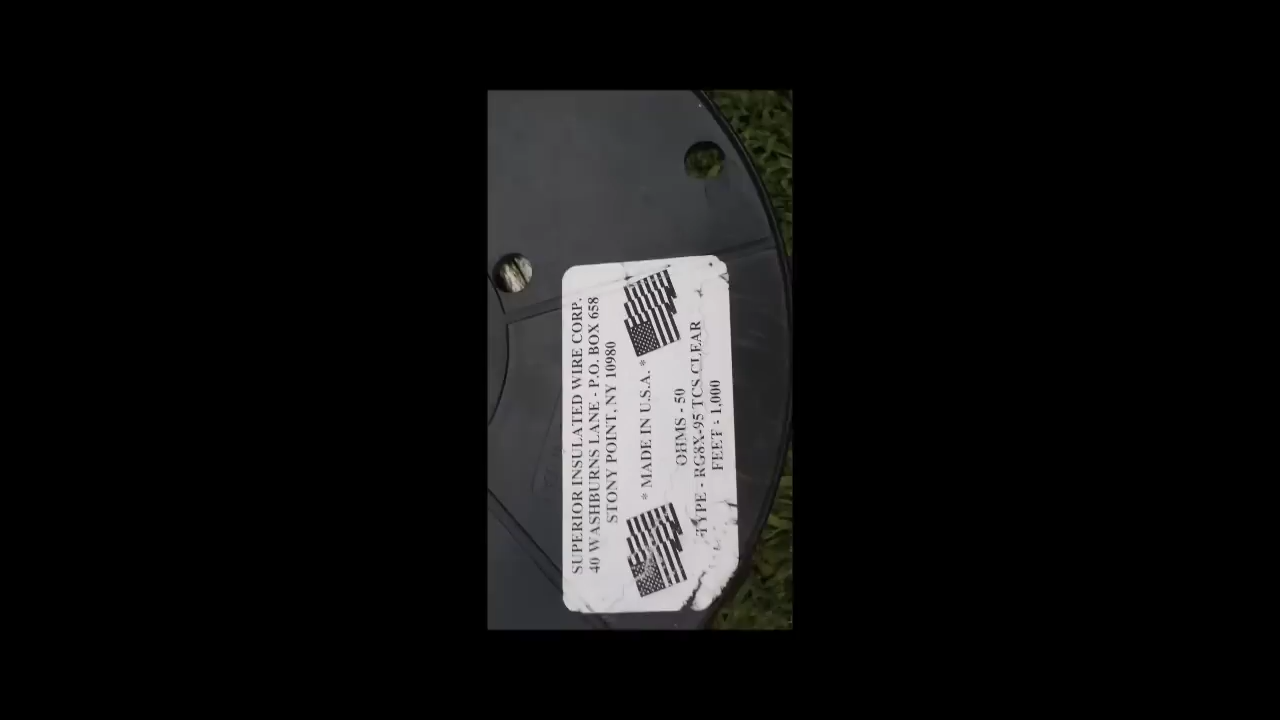 SUPERIOR INSULATED WIRE CORP.
40 WASHBURNS LANE - P.O. BOX 658
STONY POINT, NY 10980
* MADE IN U.S.A. *
OHMS - 50
TYPE - RG8X-95 TCS CLEAR
FEET - 1,000